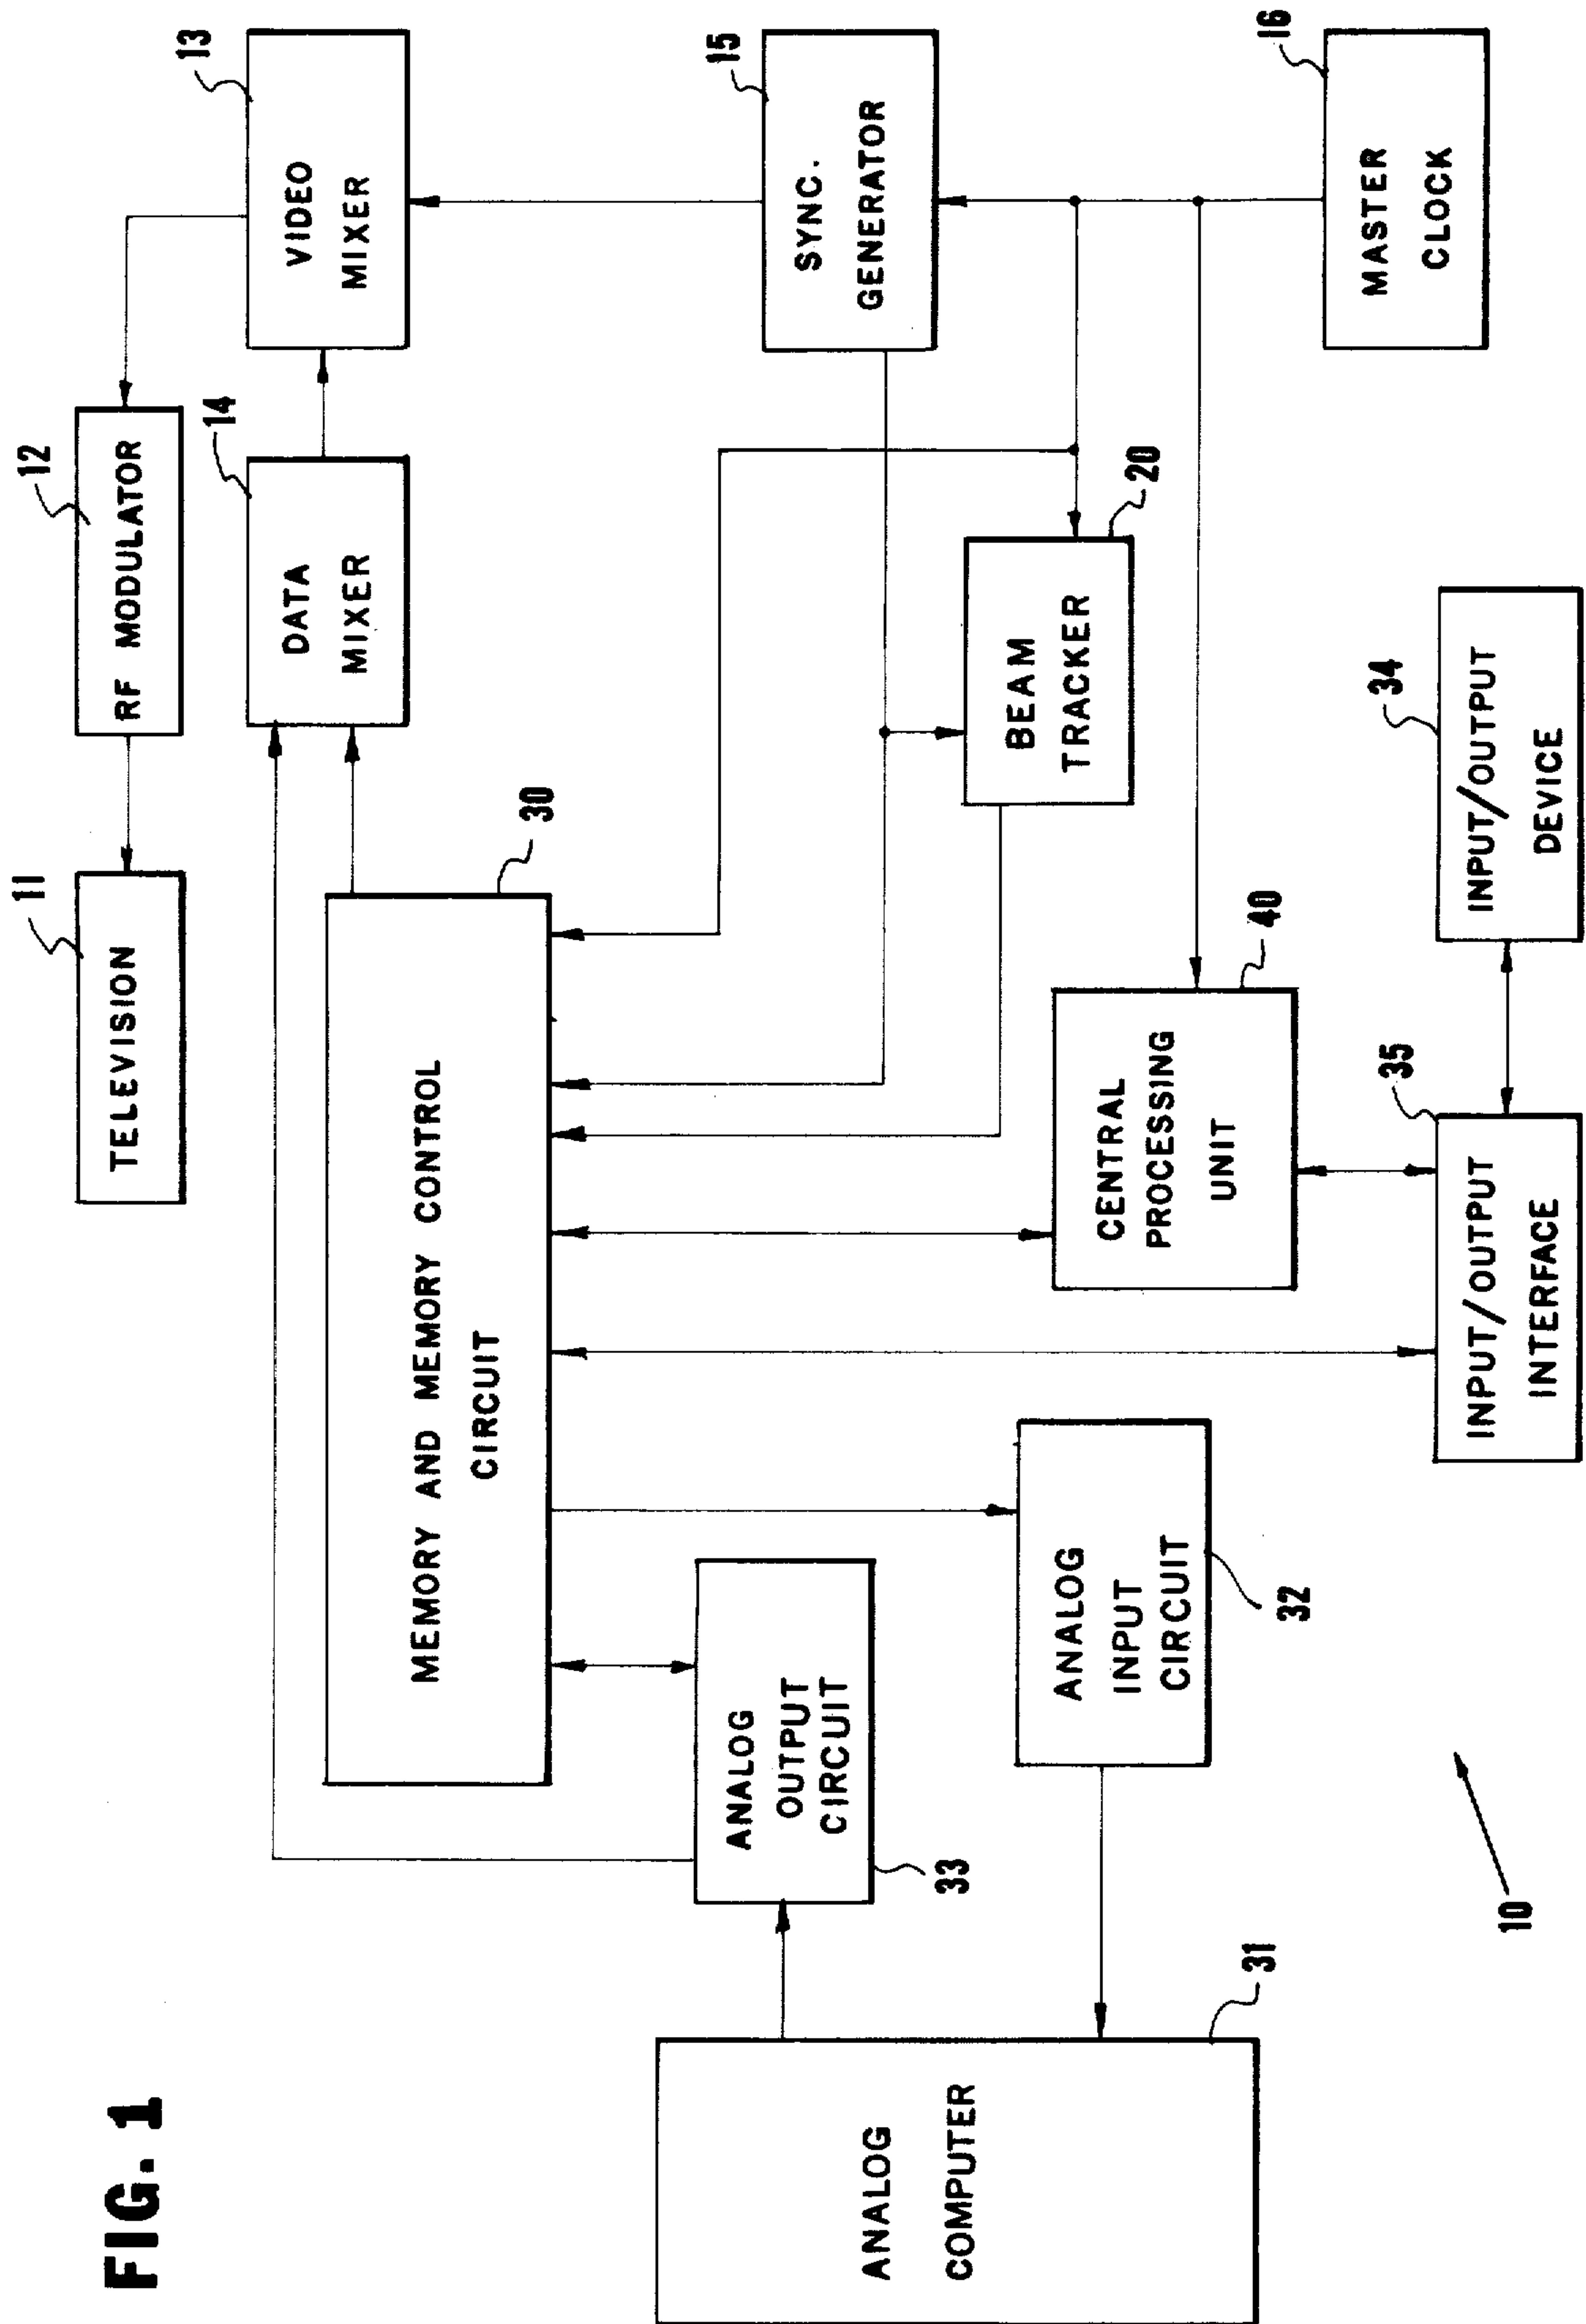 FIG. 1
11
TELEVISION
12
RF MODULATOR
13
VIDEO
MIXER
14
DATA
MIXER
15
SYNC.
GENERATOR
16
MASTER
CLOCK
20
BEAM
TRACKER
30
MEMORY AND MEMORY CONTROL
CIRCUIT
40
CENTRAL
PROCESSING
UNIT
34
INPUT/OUTPUT
DEVICE
35
INPUT/OUTPUT
INTERFACE
33
ANALOG
OUTPUT
CIRCUIT
32
ANALOG
INPUT
CIRCUIT
31
ANALOG
COMPUTER
10